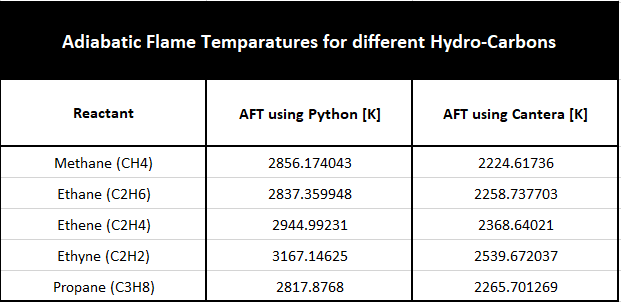 Adiabatic Flame Temparatures for different Hydro-Carbons
Reactant AFT using Python [K] AFT using Cantera [K]
Methane (CH4) 2856.174043 2224.61736
Ethane (C2H6) 2837.359948 2258.737703
Ethene (C2H4) 2944.99231 2368.64021
Ethyne (C2H2) 3167.14625 2539.672037
Propane (C3H8) 2817.8768 2265.701269